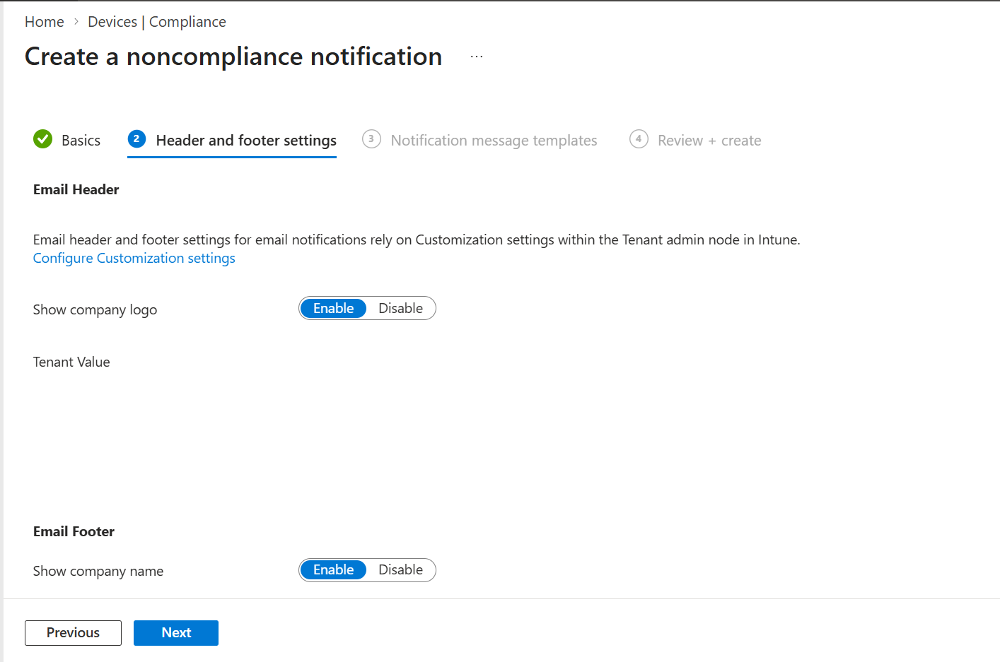 Home > Devices | Compliance
Create a noncompliance notification ...
Basics 2 Header and footer settings 3 Notification message templates 4 Review + create
Email Header
Email header and footer settings for email notifications rely on Customization settings within the Tenant admin node in Intune.
Configure Customization settings
Show company logo Enable Disable
Tenant Value
Email Footer
Show company name Enable Disable
Previous Next